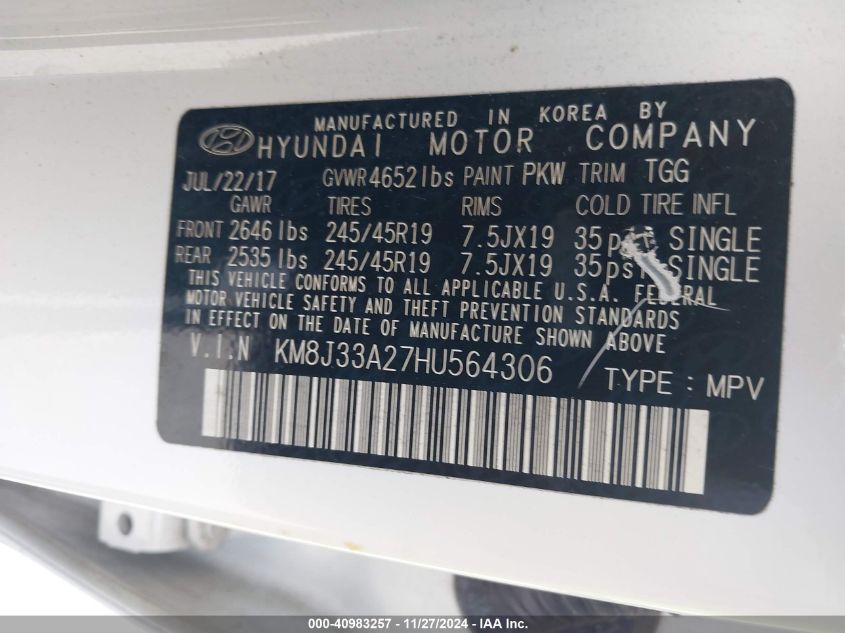 MANUFACTURED IN KOREA BY
HYUNDAI MOTOR COMPANY
JUL/22/17 GVWR 4652 lbs PAINT PKW TRIM TGG
GAWR TIRES RIMS COLD TIRE INFL
FRONT 2646 lbs 245/45R19 7.5JX19 35 psi SINGLE
REAR 2535 lbs 245/45R19 7.5JX19 35 psi SINGLE
THIS VEHICLE CONFORMS TO ALL APPLICABLE U.S.A. FEDERAL
MOTOR VEHICLE SAFETY AND THEFT PREVENTION STANDARDS
IN EFFECT ON THE DATE OF MANUFACTURE SHOWN ABOVE
V.I.N KM8J33A27HU564306 TYPE : MPV
000-40983257 - 11/27/2024 - IAA Inc.